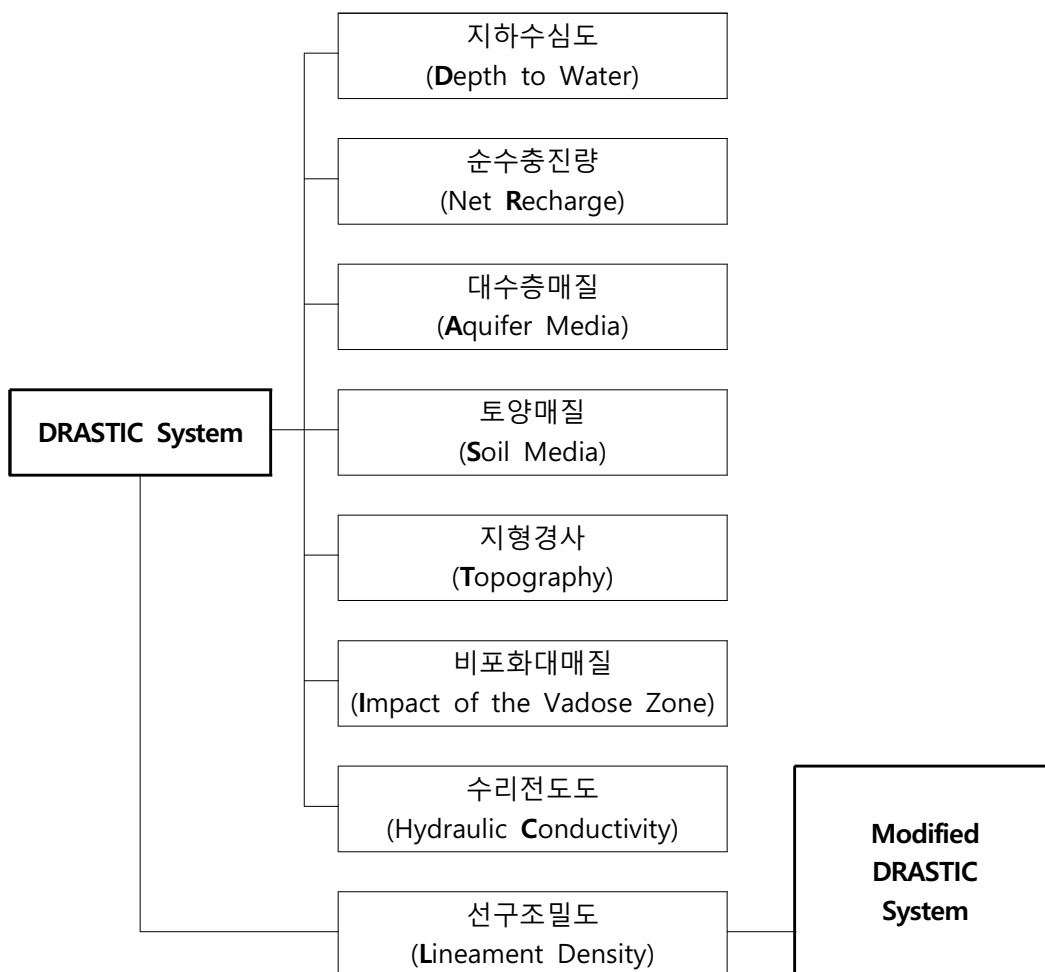 지하수심도
(Depth to Water)
순수충진량
(Net Recharge)
대수층매질
(Aquifer Media)
DRASTIC System
토양매질
(Soil Media)
지형경사
(Topography)
비포화대매질
(Impact of the Vadose Zone)
수리전도도
(Hydraulic Conductivity)
Modified
DRASTIC
System
선구조밀도
(Lineament Density)